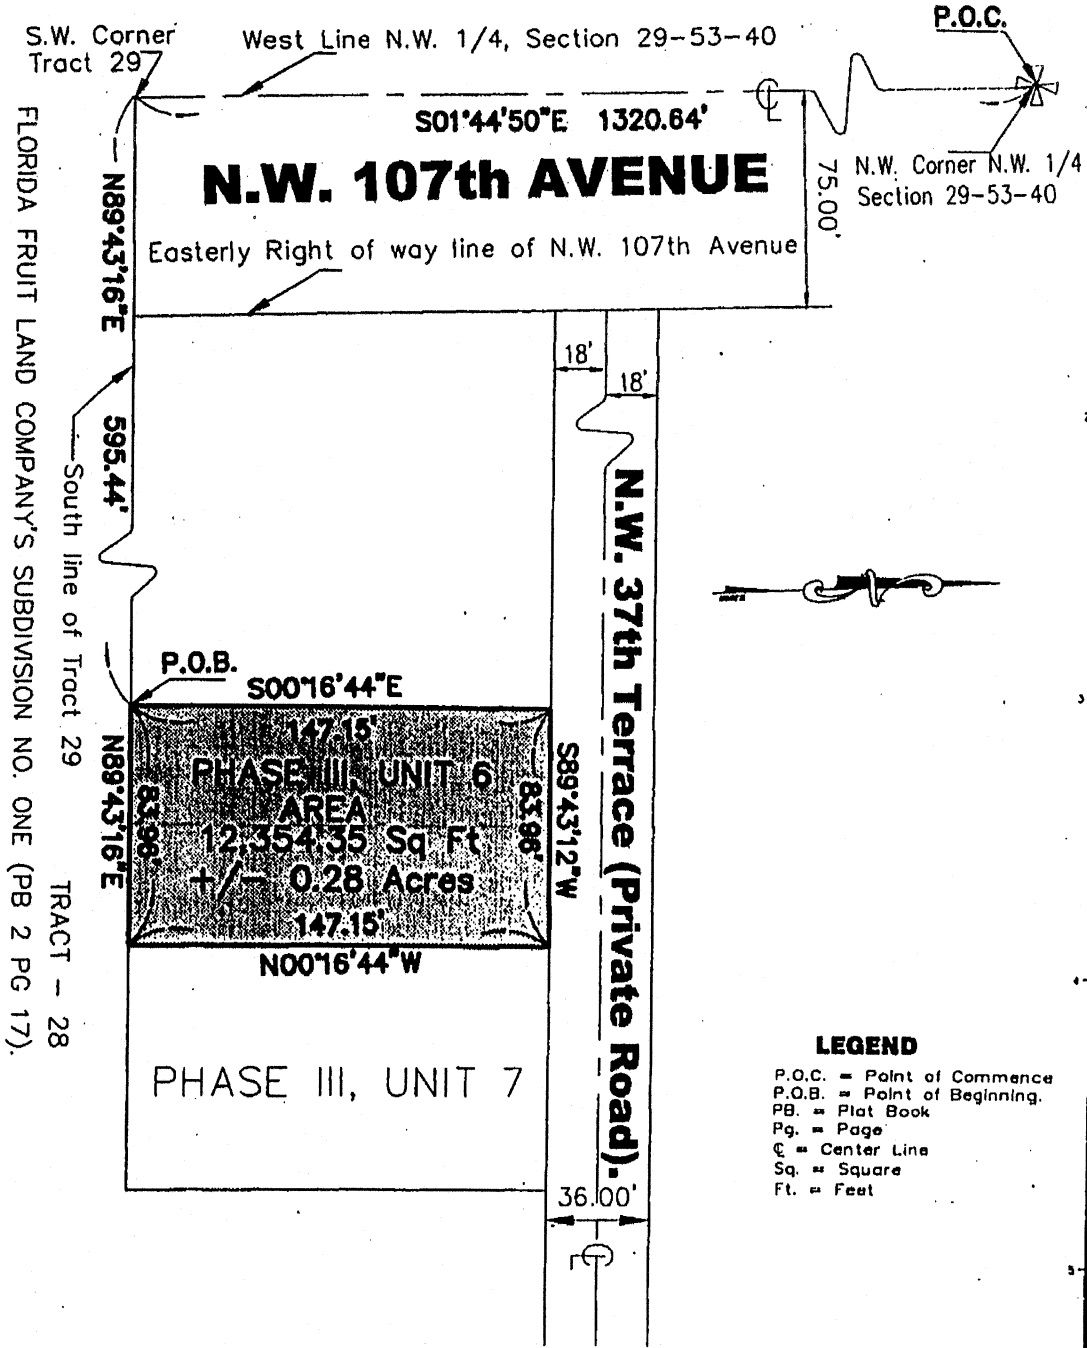 S.W. Corner
Tract 29
West Line N.W. 1/4, Section 29-53-40
P.O.C.
S01°44'50"E 1320.64'
N.W. 107th AVENUE
75.00'
N.W. Corner N.W. 1/4
Section 29-53-40
Easterly Right of way line of N.W. 107th Avenue
N89°43'16"E 595.44'
South line of Tract 29
FLORIDA FRUIT LAND COMPANY'S SUBDIVISION NO. ONE (PB 2 PG 17).
TRACT - 28
18'
18'
N.W. 37th Terrace (Private Road).
P.O.B.
S00°16'44"E
147.15'
PHASE III, UNIT 6
AREA
12,354.35 Sq Ft
+/- 0.28 Acres
147.15'
N00°16'44"W
N89°43'16"E
83.96'
83.96'
S89°43'12"W
PHASE III, UNIT 7
36.00'
LEGEND
P.O.C. = Point of Commence
P.O.B. = Point of Beginning.
PB. = Plat Book
Pg. = Page
℄ = Center Line
Sq. = Square
Ft. = Feet